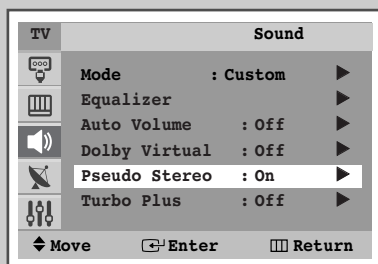 TV Sound
Mode : Custom
Equalizer
Auto Volume : Off
Dolby Virtual : Off
Pseudo Stereo : On
Turbo Plus : Off
Move Enter Return